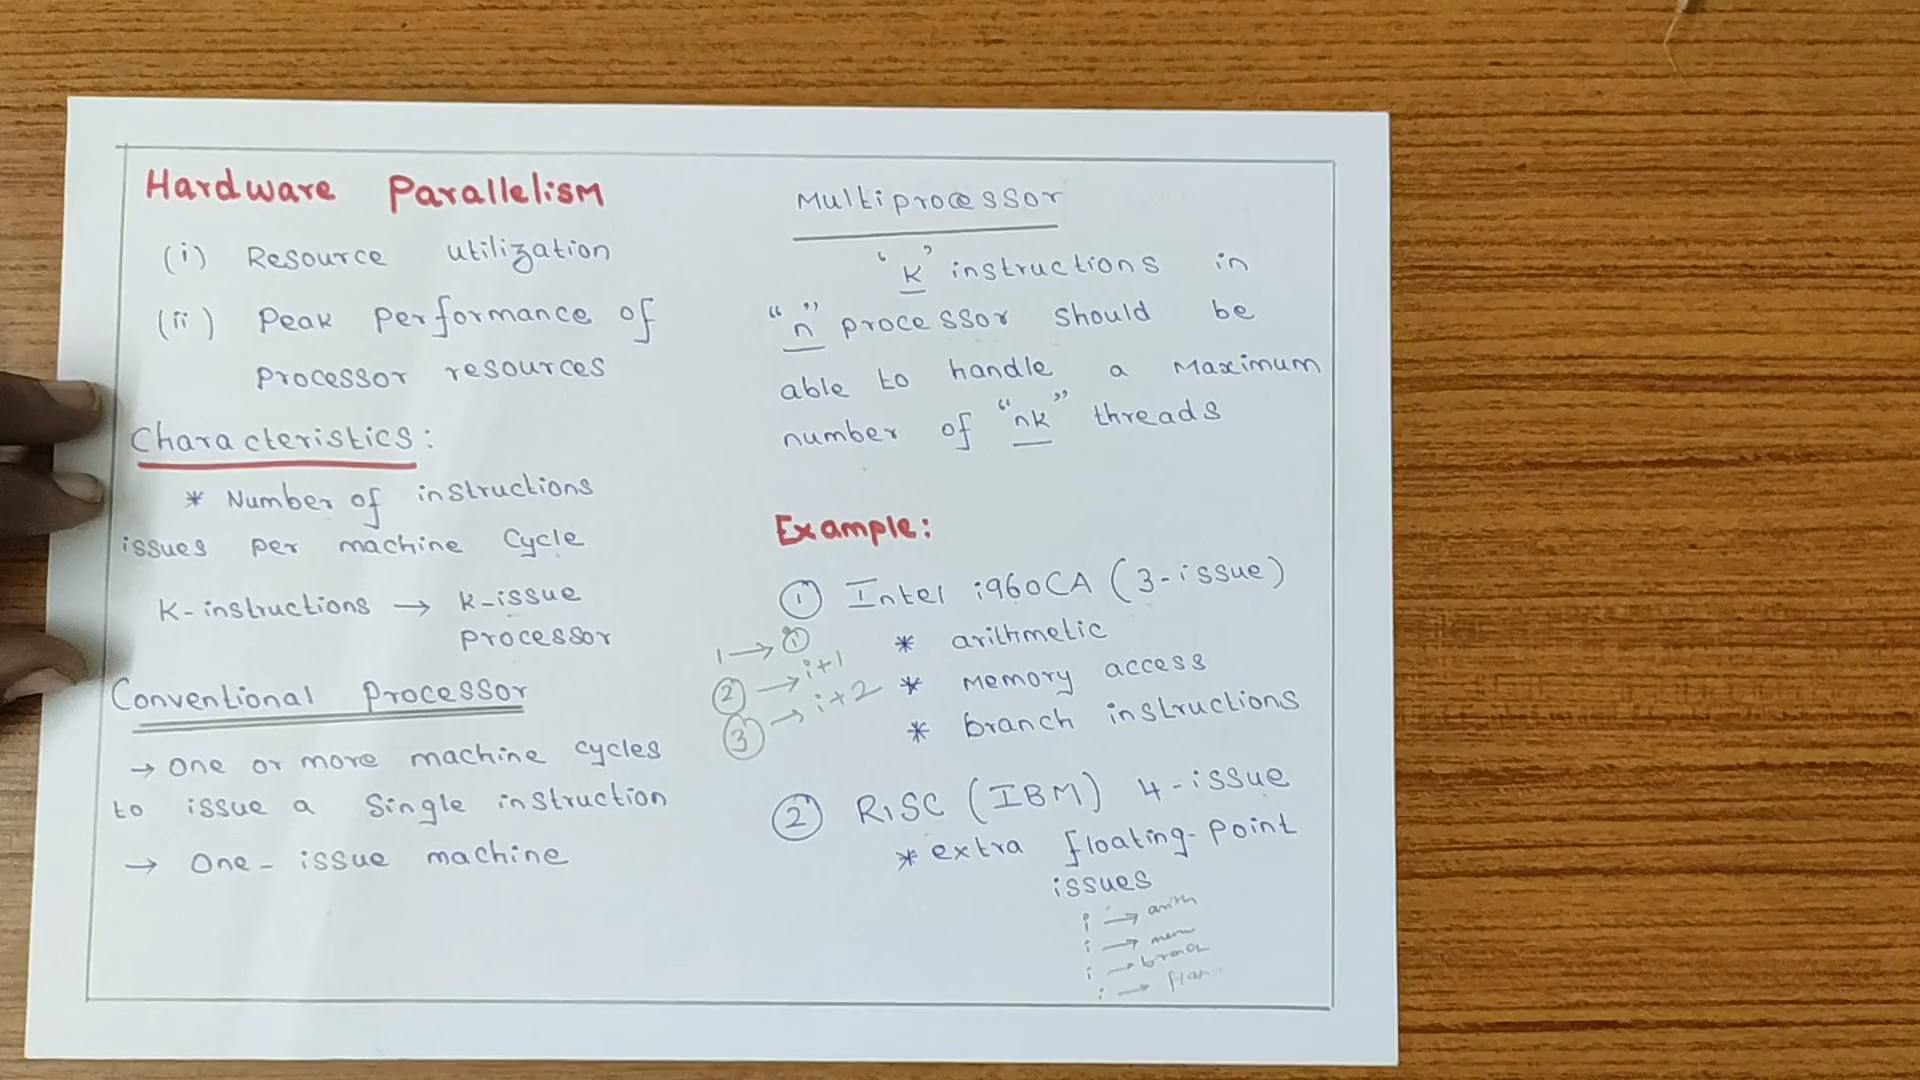 Hardware Parallelism
(i) Resource utilization
(ii) Peak performance of
processor resources
Characteristics:
* Number of instructions
issues per machine cycle
K-instructions → k-issue
processor
Conventional Processor
→ one or more machine cycles
to issue a single instruction
→ One-issue machine
Multiprocessor
'k' instructions in
"n" processor should be
able to handle a maximum
number of "nk" threads
Example:
① Intel i960CA (3-issue)
* arithmetic
* memory access
* branch instructions
1 → ①
② → i+1
③ → i+2
② RISC (IBM) 4-issue
* extra floating-point
issues
i → arith
i → mem
i → branch
i →